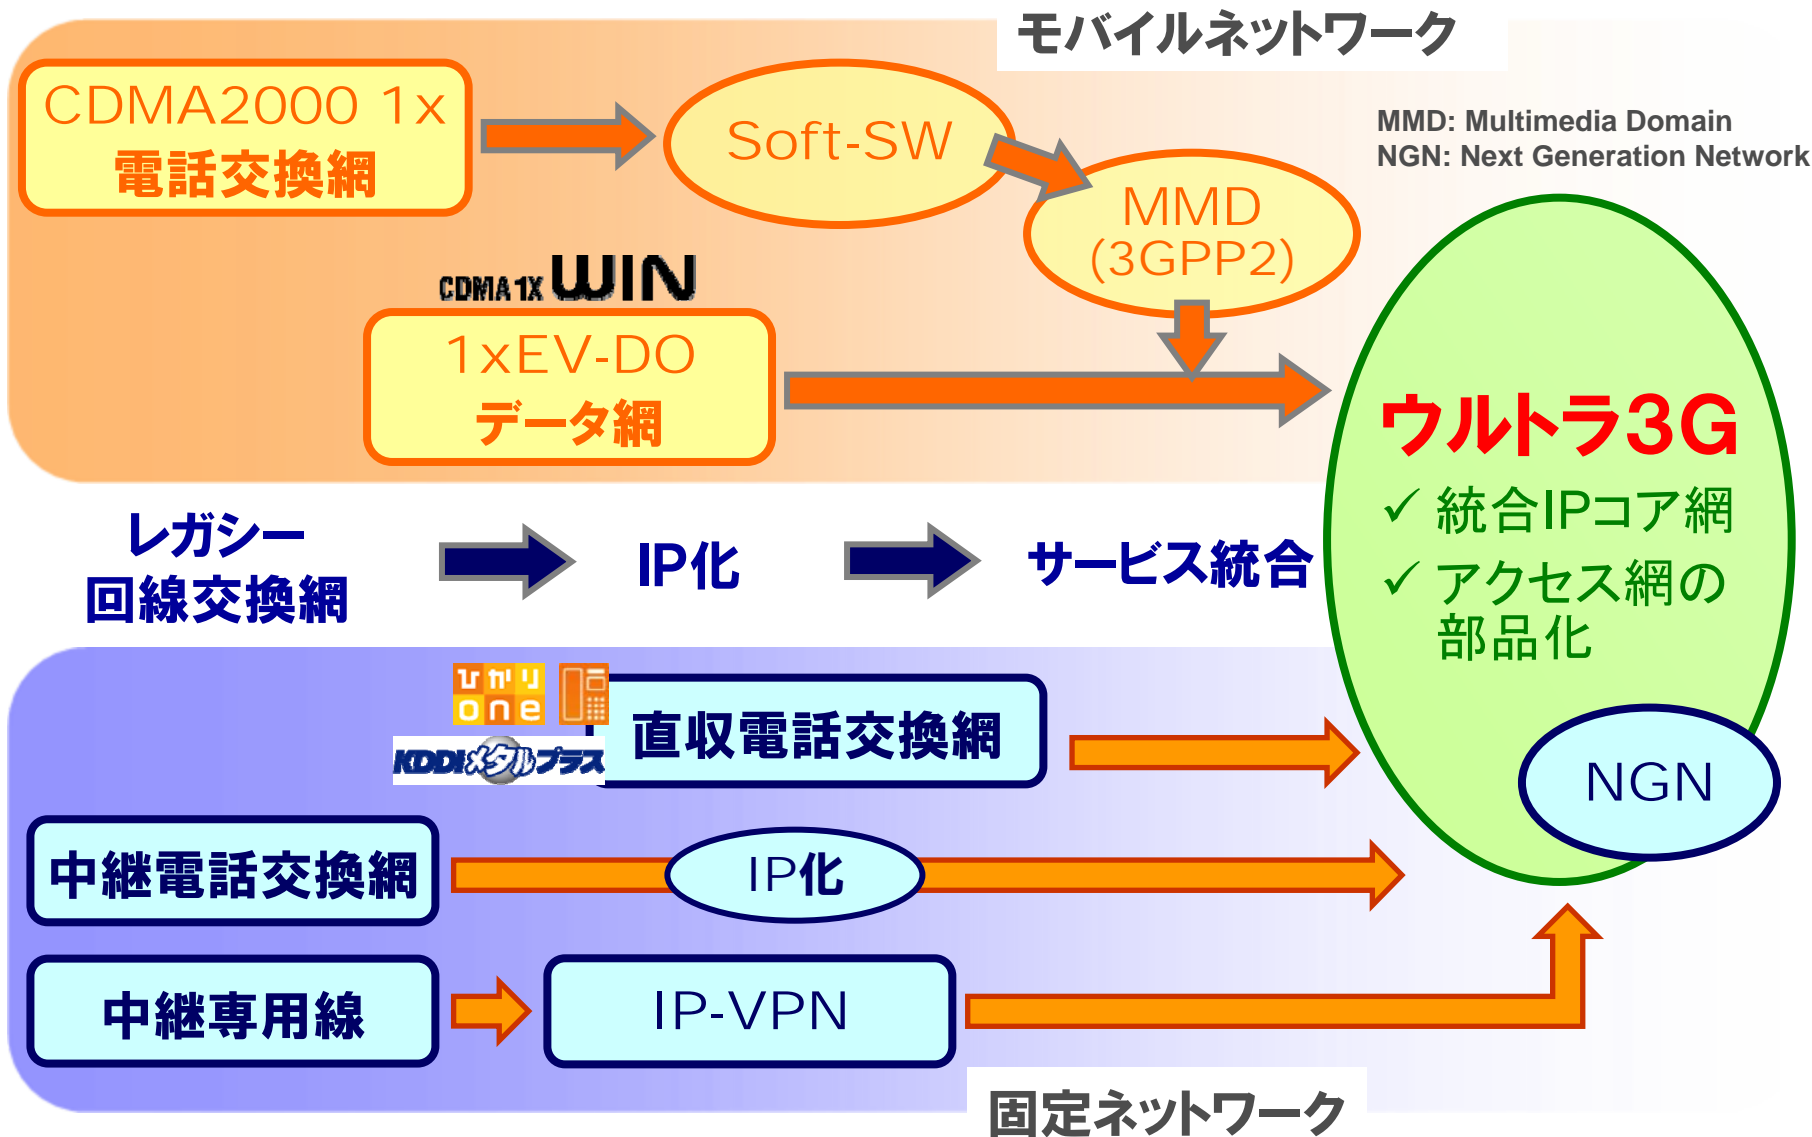 モバイルネットワーク
CDMA2000 1x
電話交換網
Soft-SW
MMD
(3GPP2)
MMD: Multimedia Domain
NGN: Next Generation Network
CDMA 1X WIN
1xEV-DO
データ網
ウルトラ3G
✓ 統合IPコア網
✓ アクセス網の
部品化
NGN
レガシー
回線交換網
IP化
サービス統合
ひかり
one
KDDIメタルプラス
直収電話交換網
中継電話交換網
IP化
中継専用線
IP-VPN
固定ネットワーク